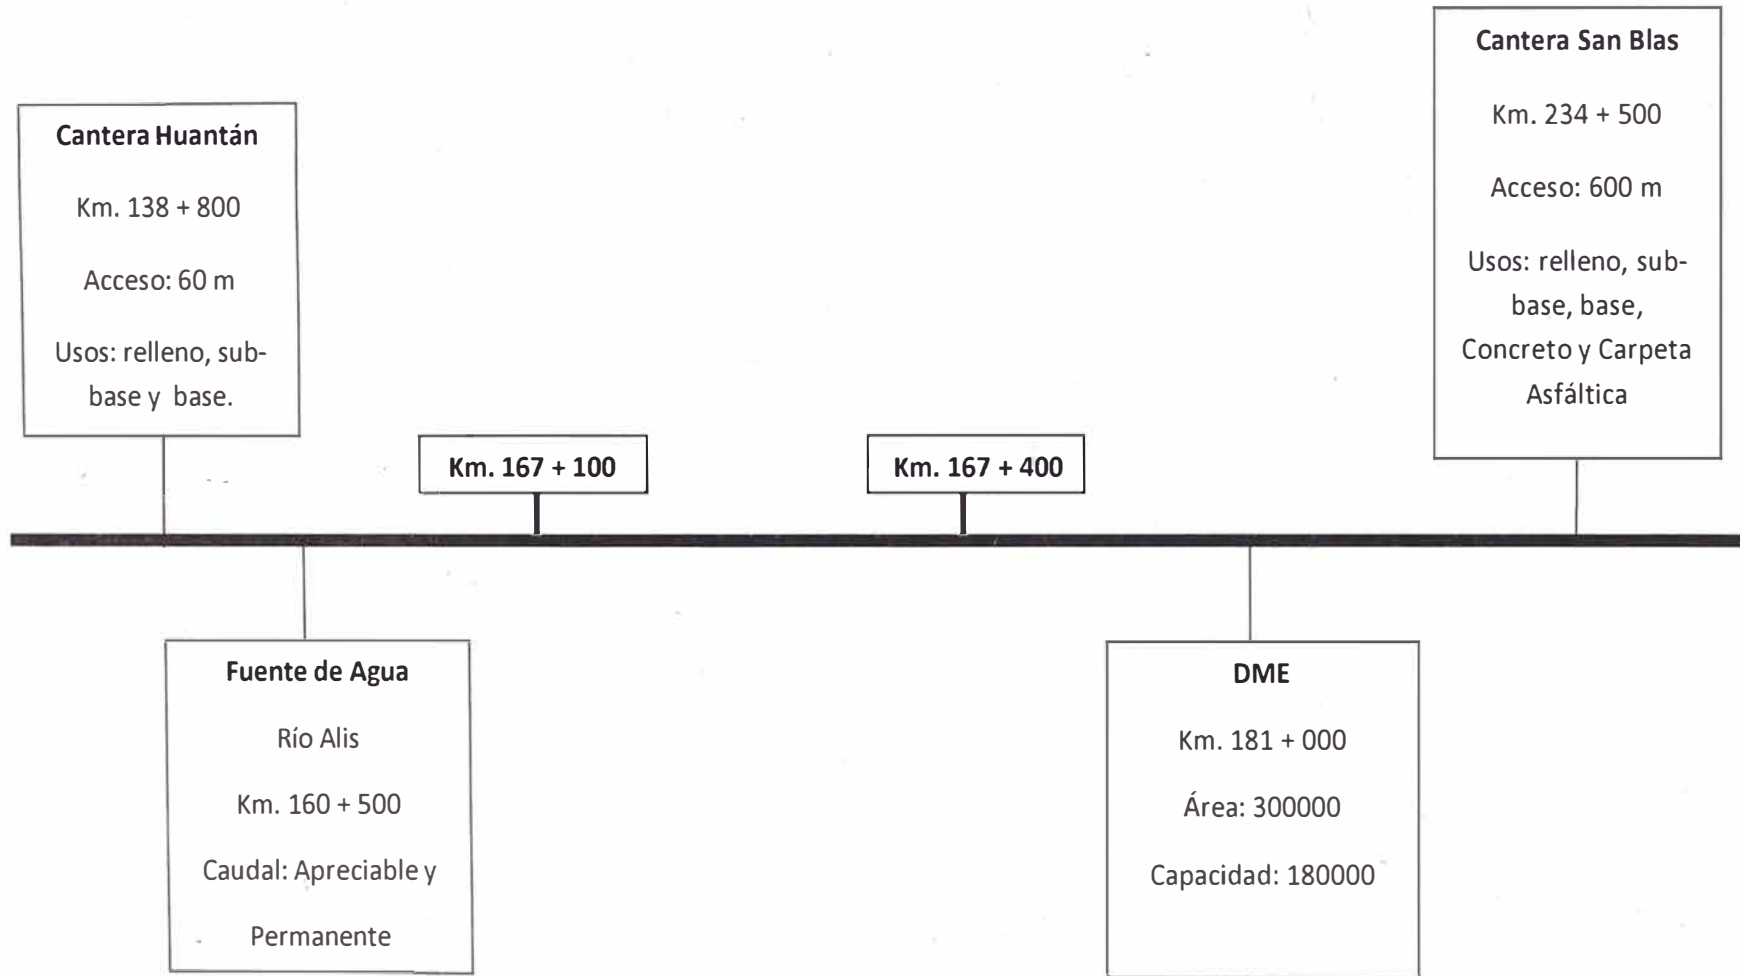 Cantera Huantán
Km. 138 + 800
Acceso: 60 m
Usos: relleno, sub-
base y base.
Km. 167 + 100
Km. 167 + 400
Cantera San Blas
Km. 234 + 500
Acceso: 600 m
Usos: relleno, sub-
base, base,
Concreto y Carpeta
Asfáltica
Fuente de Agua
Río Alis
Km. 160 + 500
Caudal: Apreciable y
Permanente
DME
Km. 181 + 000
Área: 300000
Capacidad: 180000